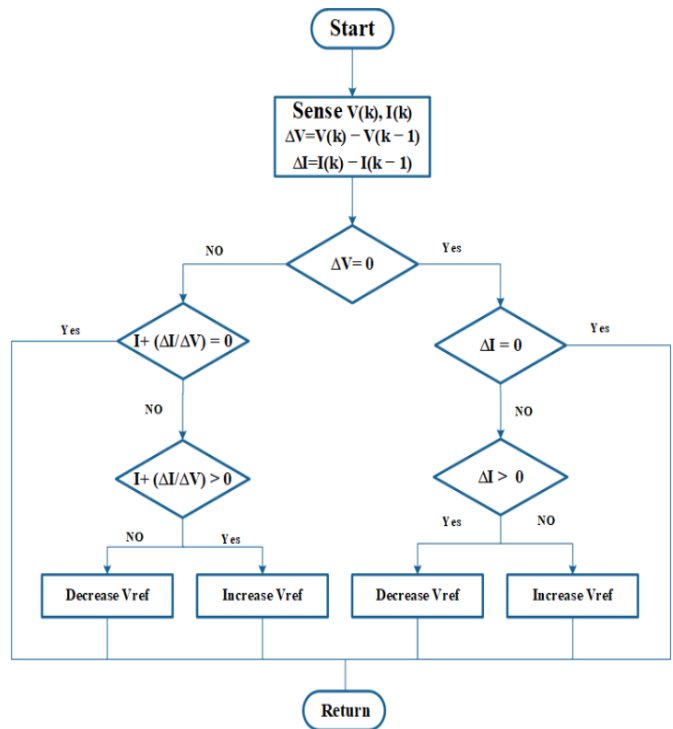 Start
Sense V(k), I(k)
ΔV=V(k) − V(k − 1)
ΔI=I(k) − I(k − 1)
NO
ΔV= 0
Yes
Yes
I+ (ΔI/ΔV) = 0
ΔI = 0
Yes
NO
NO
I+ (ΔI/ΔV) > 0
ΔI > 0
NO
Yes
Yes
NO
Decrease Vref
Increase Vref
Decrease Vref
Increase Vref
Return